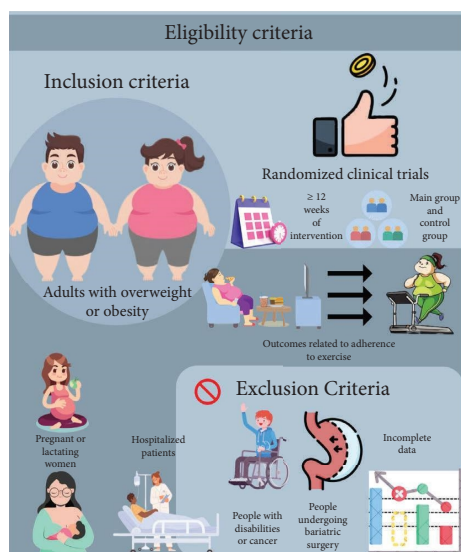 Eligibility criteria
Inclusion criteria
Adults with overweight
or obesity
Randomized clinical trials
≥ 12
weeks
of
intervention
Main group
and
control
group
Outcomes related to adherence
to exercise
Exclusion Criteria
Pregnant or
lactating
women
Hospitalized
patients
People with
disabilities
or cancer
People
undergoing
bariatric
surgery
Incomplete
data